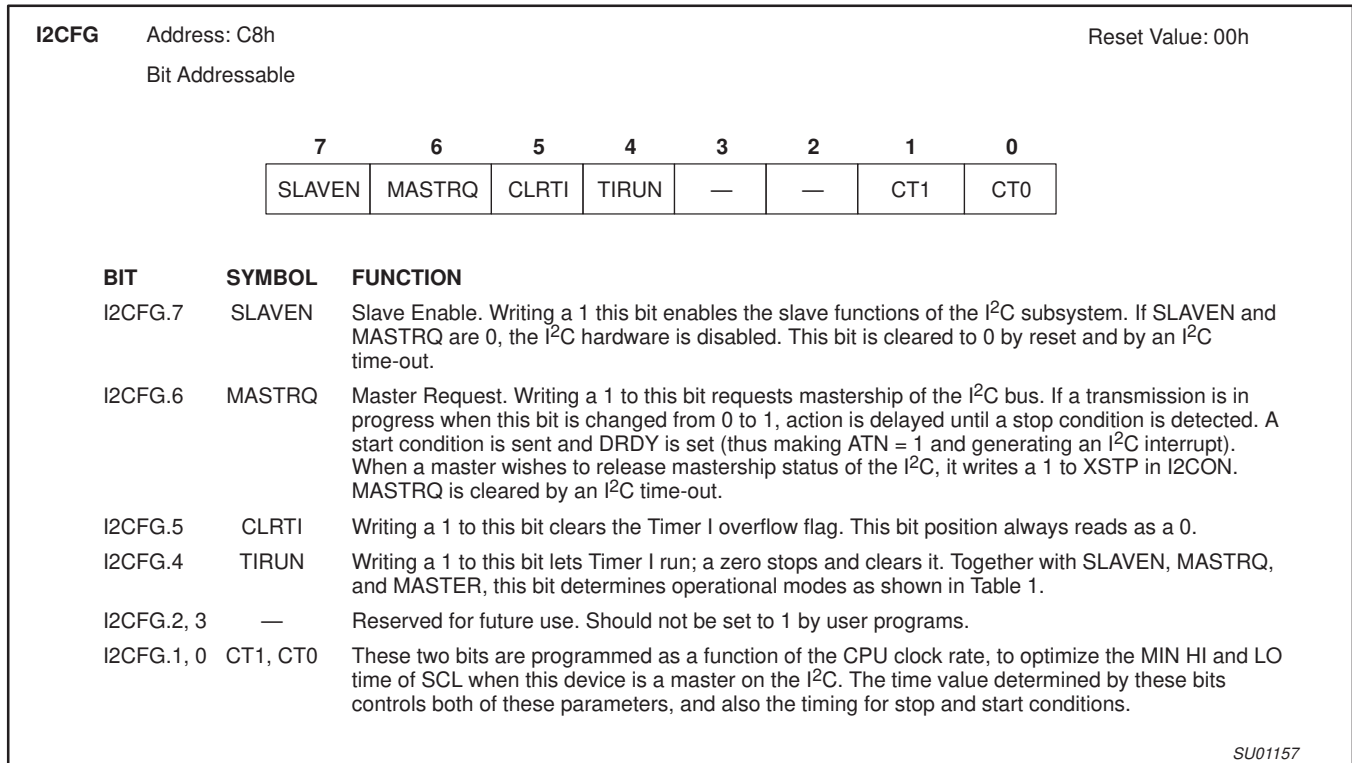 I2CFG Address: C8h Reset Value: 00h
Bit Addressable
7 6 5 4 3 2 1 0
SLAVEN MASTRQ CLRTI TIRUN — — CT1 CT0
BIT SYMBOL FUNCTION
I2CFG.7 SLAVEN Slave Enable. Writing a 1 this bit enables the slave functions of the I2C subsystem. If SLAVEN and
MASTRQ are 0, the I2C hardware is disabled. This bit is cleared to 0 by reset and by an I2C
time-out.
I2CFG.6 MASTRQ Master Request. Writing a 1 to this bit requests mastership of the I2C bus. If a transmission is in
progress when this bit is changed from 0 to 1, action is delayed until a stop condition is detected. A
start condition is sent and DRDY is set (thus making ATN = 1 and generating an I2C interrupt).
When a master wishes to release mastership status of the I2C, it writes a 1 to XSTP in I2CON.
MASTRQ is cleared by an I2C time-out.
I2CFG.5 CLRTI Writing a 1 to this bit clears the Timer I overflow flag. This bit position always reads as a 0.
I2CFG.4 TIRUN Writing a 1 to this bit lets Timer I run; a zero stops and clears it. Together with SLAVEN, MASTRQ,
and MASTER, this bit determines operational modes as shown in Table 1.
I2CFG.2, 3 — Reserved for future use. Should not be set to 1 by user programs.
I2CFG.1, 0 CT1, CT0 These two bits are programmed as a function of the CPU clock rate, to optimize the MIN HI and LO
time of SCL when this device is a master on the I2C. The time value determined by these bits
controls both of these parameters, and also the timing for stop and start conditions.
SU01157